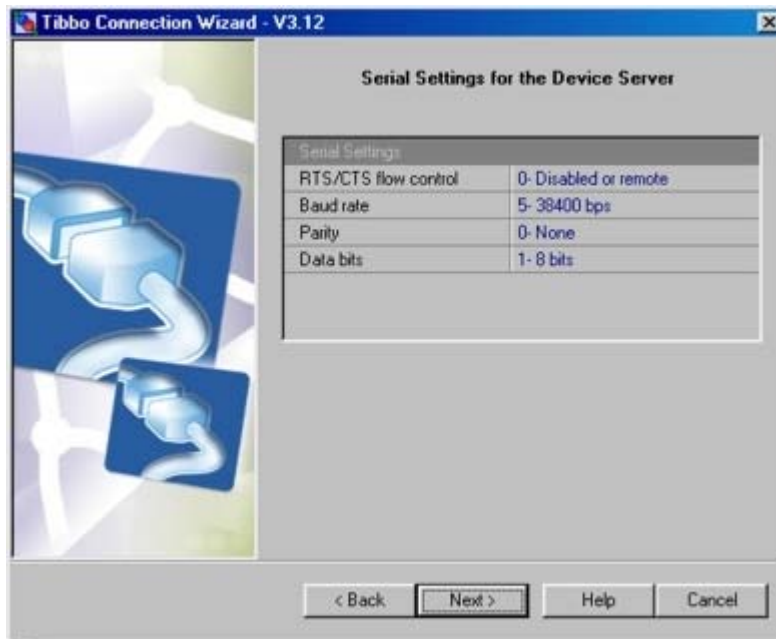 Tibbo Connection Wizard - V3.12
Serial Settings for the Device Server
Serial Settings
RTS/CTS flow control 0- Disabled or remote
Baud rate 5- 38400 bps
Parity 0- None
Data bits 1- 8 bits
< Back Next > Help Cancel